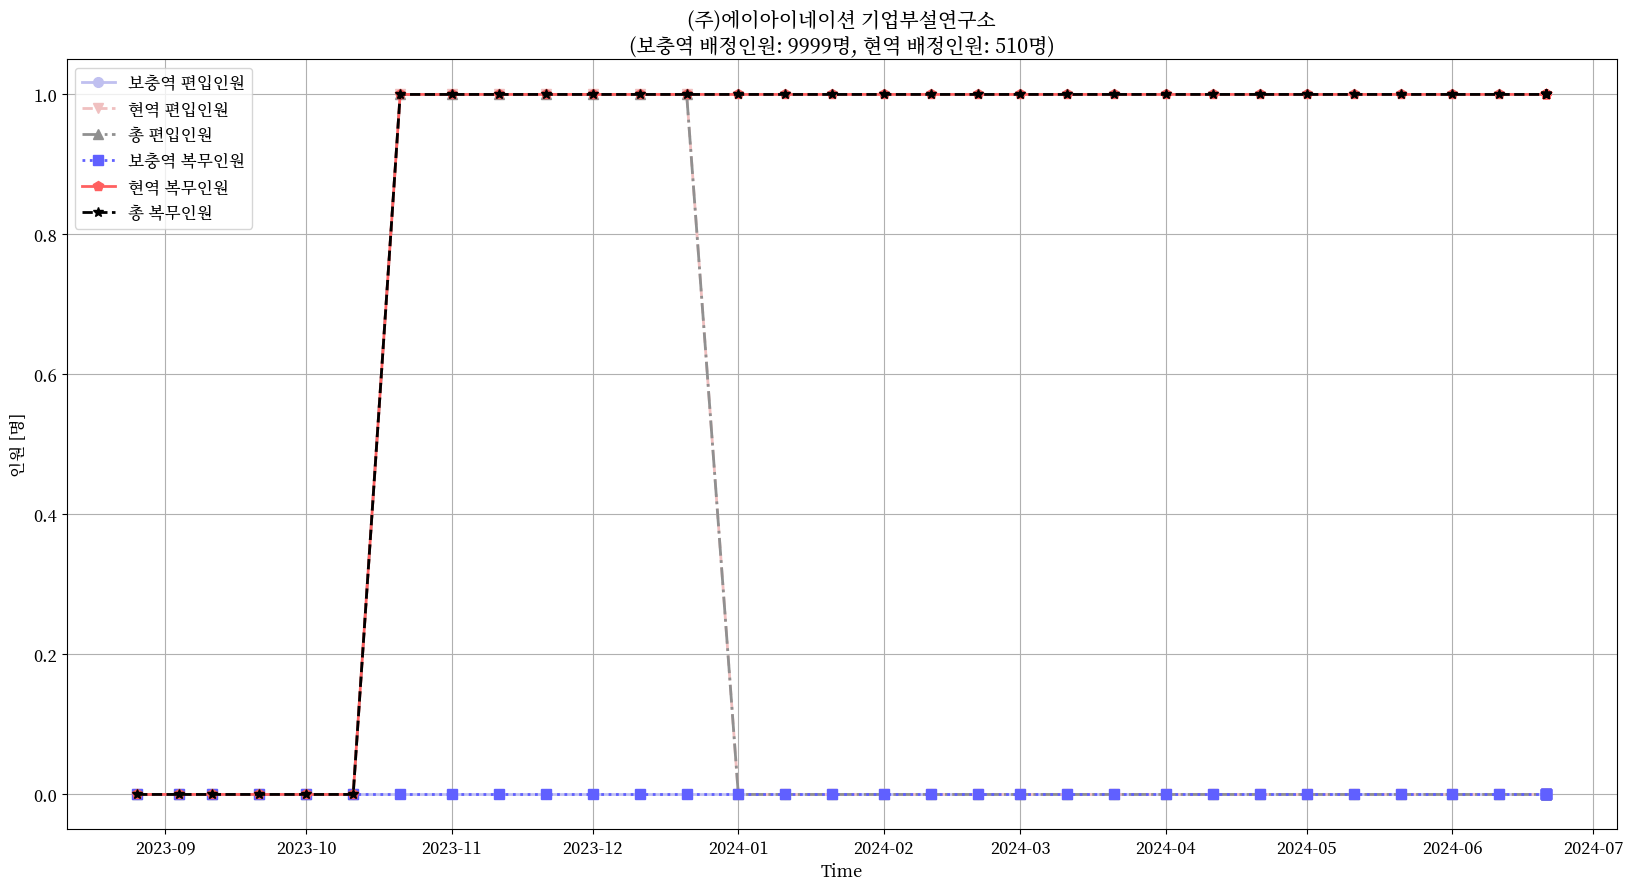 (주)에이아이네이션 기업부설연구소
(보충역 배정인원: 9999명, 현역 배정인원: 510명)
보충역 편입인원
현역 편입인원
총 편입인원
보충역 복무인원
현역 복무인원
총 복무인원
1.0
0.8
0.6
0.4
0.2
0.0
인원 [명]
2023-09 2023-10 2023-11 2023-12 2024-01 2024-02 2024-03 2024-04 2024-05 2024-06 2024-07
Time